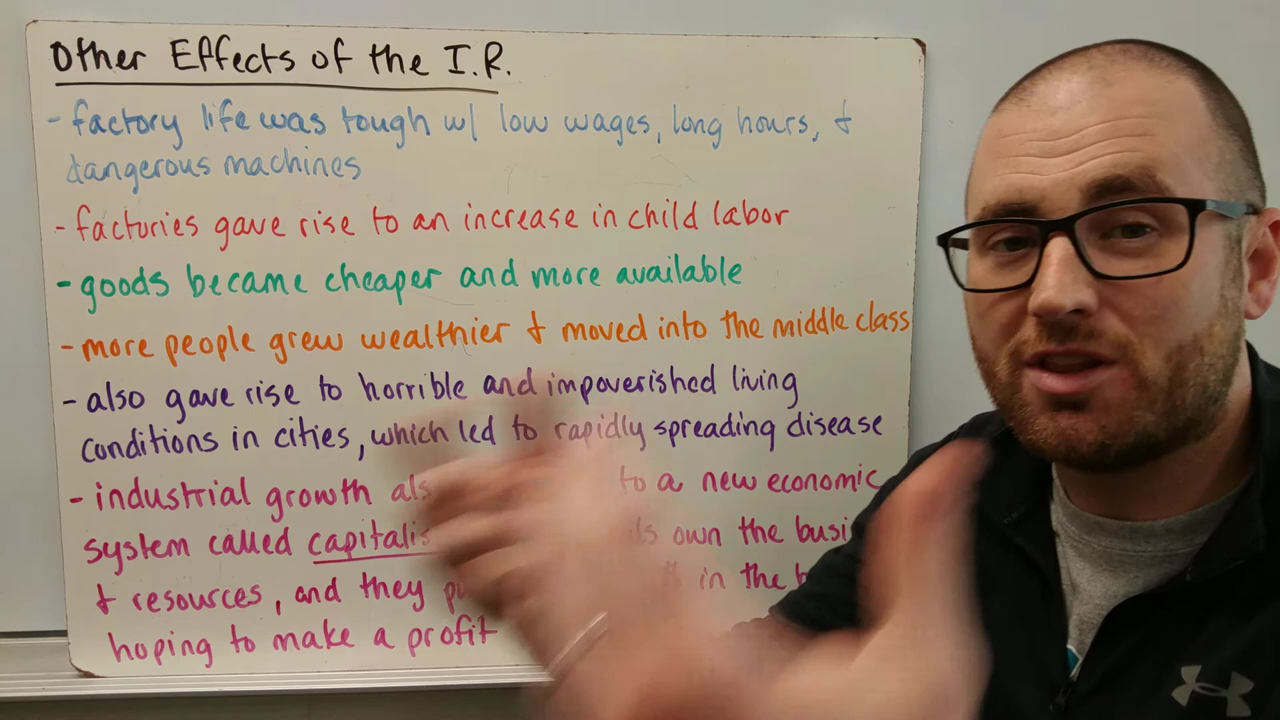 Other Effects of the I.R.
- factory life was tough w/ low wages, long hours, &
dangerous machines
- factories gave rise to an increase in child labor
- goods became cheaper and more available
- more people grew wealthier & moved into the middle class
- also gave rise to horrible and impoverished living
conditions in cities, which led to rapidly spreading disease
- industrial growth to a new economic
system called own the
& resources, and they in the
hoping to make a profit